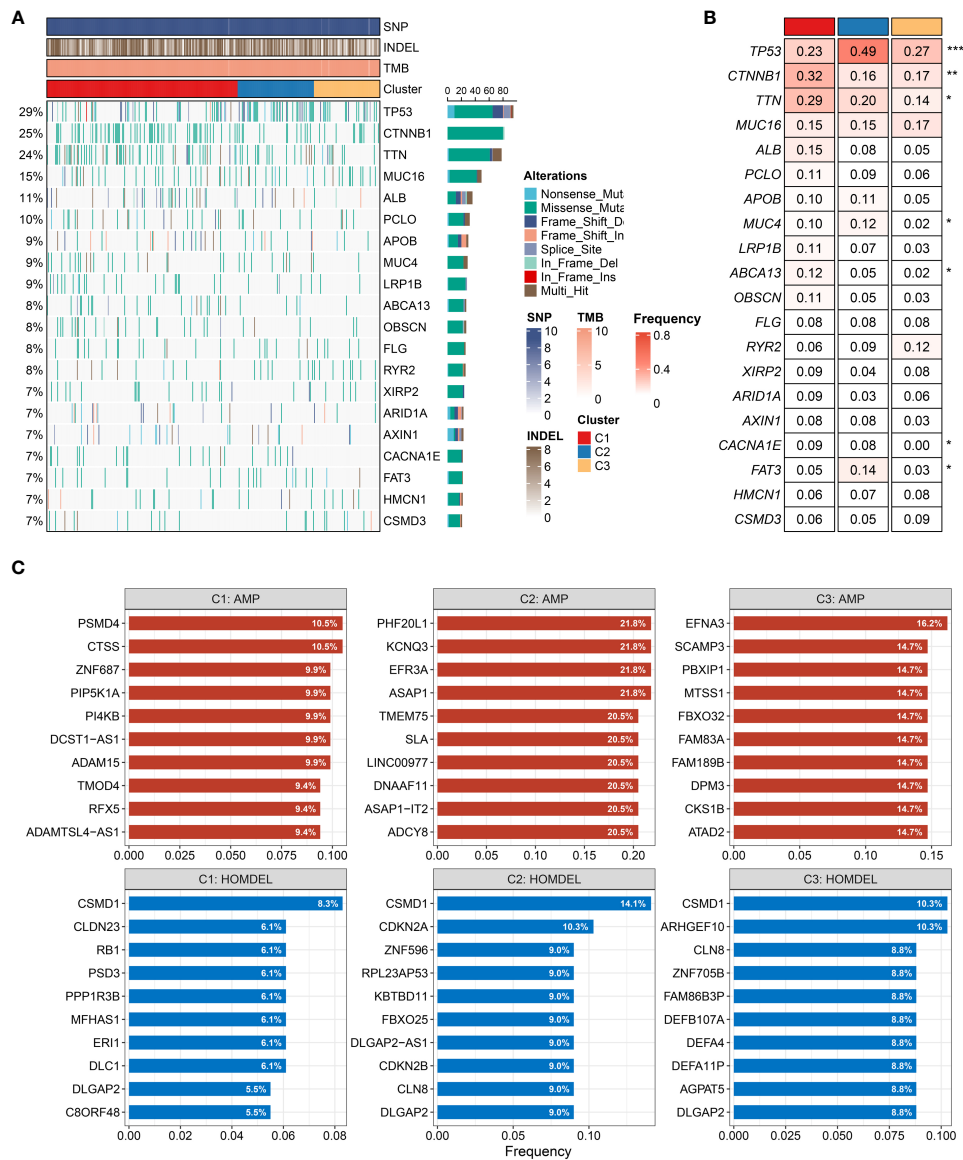 A
SNP
INDEL
TMB
Cluster
0 20 40 60 80
29% TP53
25% CTNNB1
24% TTN
15% MUC16
11% ALB
10% PCLO
9% APOB
9% MUC4
9% LRP1B
8% ABCA13
8% OBSCN
8% FLG
8% RYR2
7% XIRP2
7% ARID1A
7% AXIN1
7% CACNA1E
7% FAT3
7% HMCN1
7% CSMD3
Alterations
Nonsense_Muta
Missense_Muta
Frame_Shift_De
Frame_Shift_In
Splice_Site
In_Frame_Del
In_Frame_Ins
Multi_Hit
SNP
10
8
6
4
2
0
TMB
10
5
0
Frequency
0.8
0.4
0
INDEL
8
6
4
2
0
Cluster
C1
C2
C3
B
TP53 0.23 0.49 0.27 ***
CTNNB1 0.32 0.16 0.17 **
TTN 0.29 0.20 0.14 *
MUC16 0.15 0.15 0.17
ALB 0.15 0.08 0.05
PCLO 0.11 0.09 0.06
APOB 0.10 0.11 0.05
MUC4 0.10 0.12 0.02 *
LRP1B 0.11 0.07 0.03
ABCA13 0.12 0.05 0.02 *
OBSCN 0.11 0.05 0.03
FLG 0.08 0.08 0.08
RYR2 0.06 0.09 0.12
XIRP2 0.09 0.04 0.08
ARID1A 0.09 0.03 0.06
AXIN1 0.08 0.08 0.03
CACNA1E 0.09 0.08 0.00 *
FAT3 0.05 0.14 0.03 *
HMCN1 0.06 0.07 0.08
CSMD3 0.06 0.05 0.09
C
C1: AMP
PSMD4 10.5%
CTSS 10.5%
ZNF687 9.9%
PIP5K1A 9.9%
PI4KB 9.9%
DCST1−AS1 9.9%
ADAM15 9.9%
TMOD4 9.4%
RFX5 9.4%
ADAMTSL4−AS1 9.4%
0.000 0.025 0.050 0.075 0.100
C2: AMP
PHF20L1 21.8%
KCNQ3 21.8%
EFR3A 21.8%
ASAP1 21.8%
TMEM75 20.5%
SLA 20.5%
LINC00977 20.5%
DNAAF11 20.5%
ASAP1−IT2 20.5%
ADCY8 20.5%
0.00 0.05 0.10 0.15 0.20
C3: AMP
EFNA3 16.2%
SCAMP3 14.7%
PBXIP1 14.7%
MTSS1 14.7%
FBXO32 14.7%
FAM83A 14.7%
FAM189B 14.7%
DPM3 14.7%
CKS1B 14.7%
ATAD2 14.7%
0.00 0.05 0.10 0.15
C1: HOMDEL
CSMD1 8.3%
CLDN23 6.1%
RB1 6.1%
PSD3 6.1%
PPP1R3B 6.1%
MFHAS1 6.1%
ERI1 6.1%
DLC1 6.1%
DLGAP2 5.5%
C8ORF48 5.5%
0.00 0.02 0.04 0.06 0.08
C2: HOMDEL
CSMD1 14.1%
CDKN2A 10.3%
ZNF596 9.0%
RPL23AP53 9.0%
KBTBD11 9.0%
FBXO25 9.0%
DLGAP2−AS1 9.0%
CDKN2B 9.0%
CLN8 9.0%
DLGAP2 9.0%
0.00 0.05 0.10
Frequency
C3: HOMDEL
CSMD1 10.3%
ARHGEF10 10.3%
CLN8 8.8%
ZNF705B 8.8%
FAM86B3P 8.8%
DEFB107A 8.8%
DEFA4 8.8%
DEFA11P 8.8%
AGPAT5 8.8%
DLGAP2 8.8%
0.000 0.025 0.050 0.075 0.100